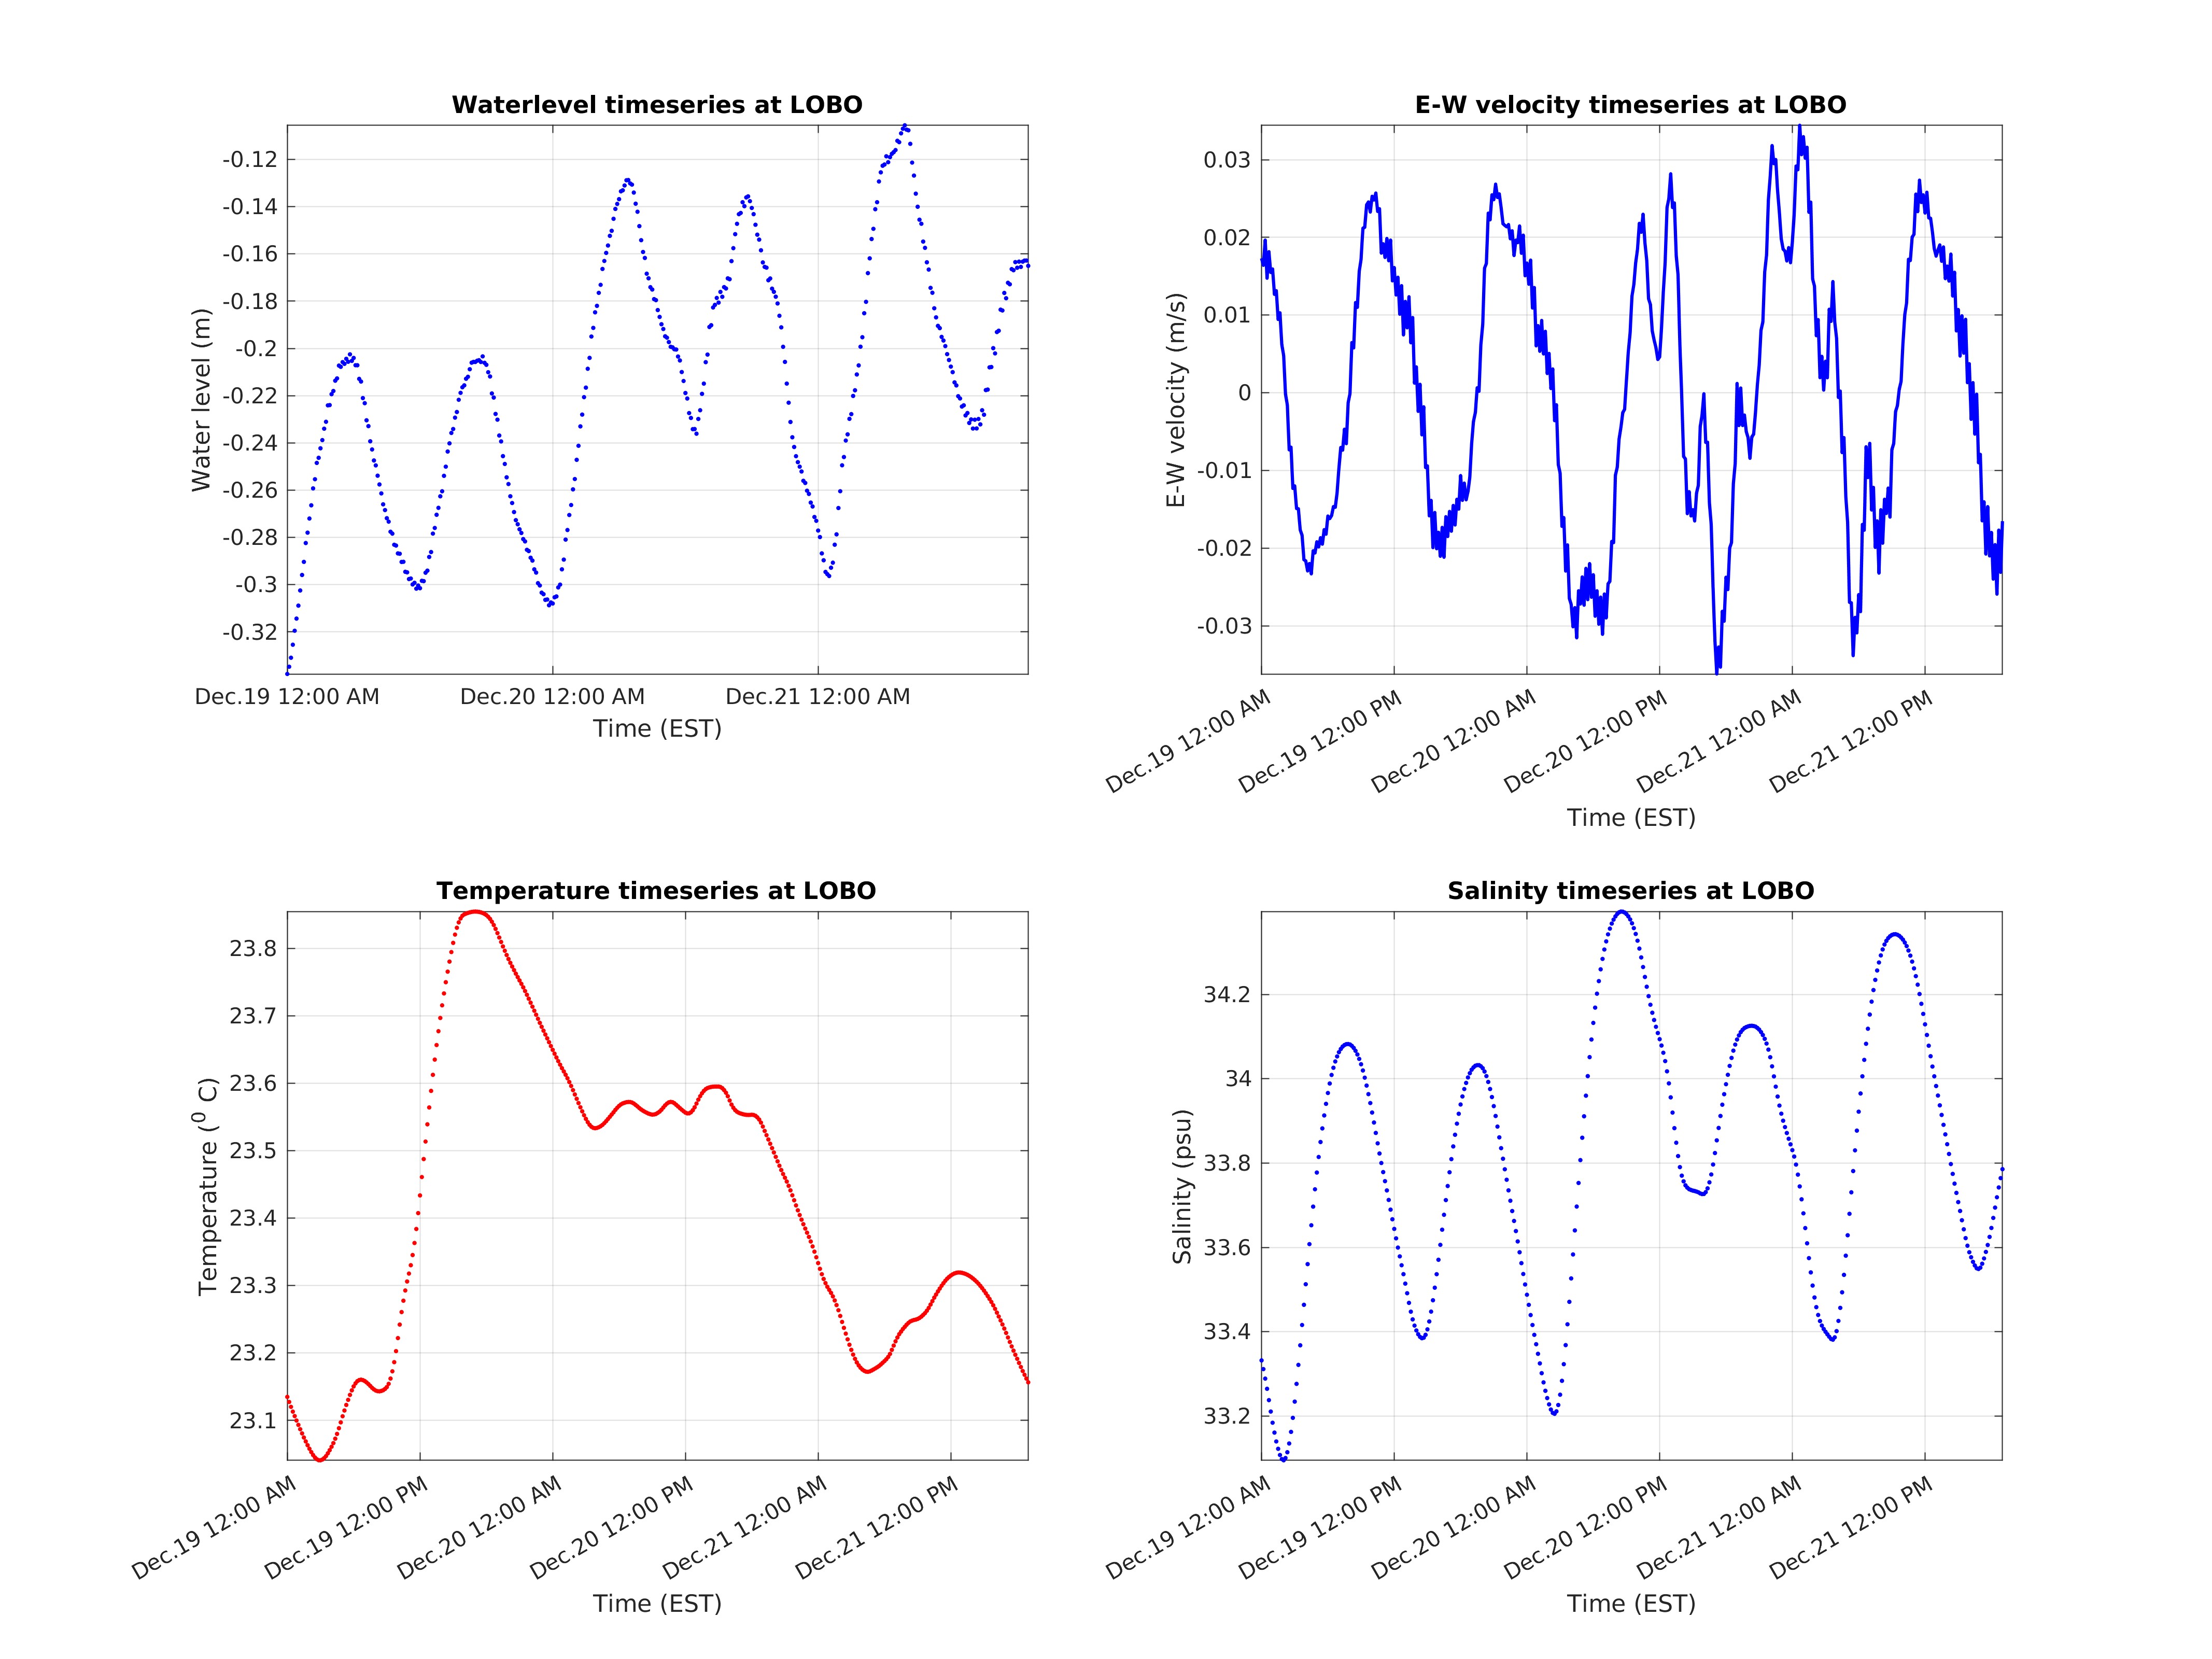 Waterlevel timeseries at LOBO
-0.12
-0.14
-0.16
-0.18
-0.2
-0.22
-0.24
-0.26
-0.28
-0.3
-0.32
Water level (m)
Dec.19 12:00 AM
Dec.20 12:00 AM
Dec.21 12:00 AM
Time (EST)
E-W velocity timeseries at LOBO
0.03
0.02
0.01
0
-0.01
-0.02
-0.03
E-W velocity (m/s)
Dec.19 12:00 AM
Dec.19 12:00 PM
Dec.20 12:00 AM
Dec.20 12:00 PM
Dec.21 12:00 AM
Dec.21 12:00 PM
Time (EST)
Temperature timeseries at LOBO
23.8
23.7
23.6
23.5
23.4
23.3
23.2
23.1
Temperature (⁰ C)
Dec.19 12:00 AM
Dec.19 12:00 PM
Dec.20 12:00 AM
Dec.20 12:00 PM
Dec.21 12:00 AM
Dec.21 12:00 PM
Time (EST)
Salinity timeseries at LOBO
34.2
34
33.8
33.6
33.4
33.2
Salinity (psu)
Dec.19 12:00 AM
Dec.19 12:00 PM
Dec.20 12:00 AM
Dec.20 12:00 PM
Dec.21 12:00 AM
Dec.21 12:00 PM
Time (EST)